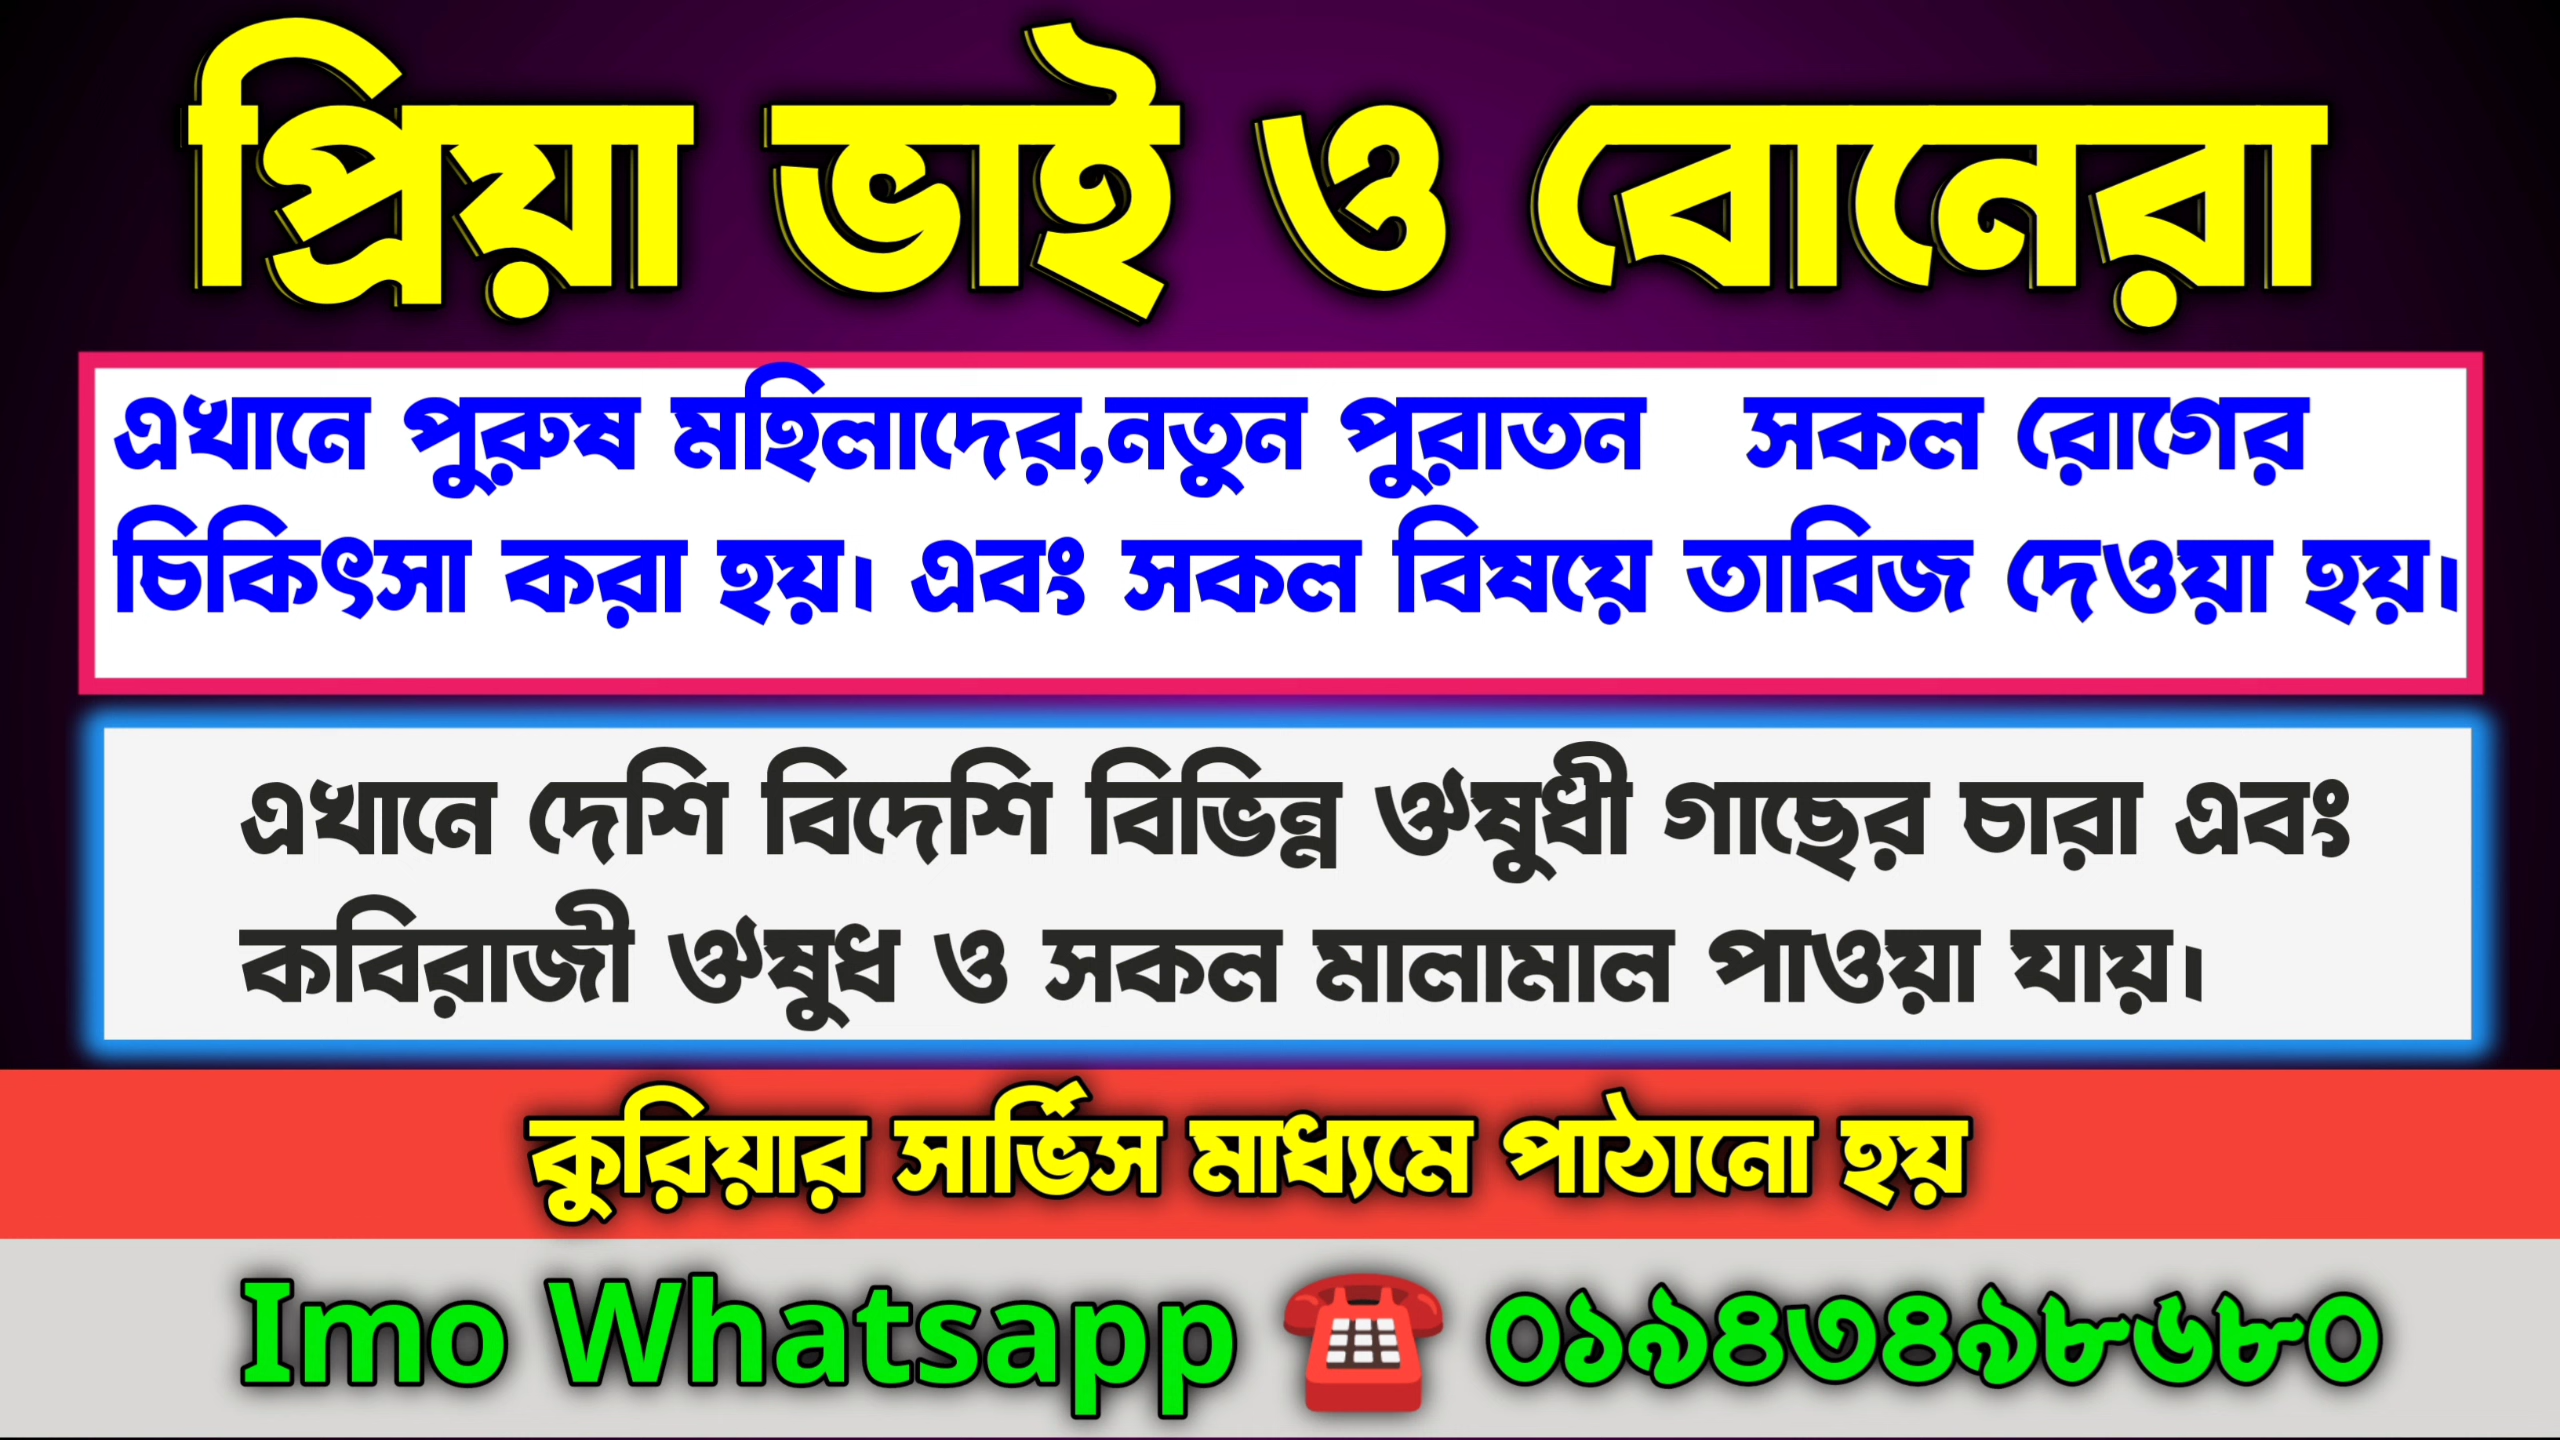 প্রিয়া ভাই ও বোনেরা
এখানে পুরুষ মহিলাদের,নতুন পুরাতন সকল রোগের
চিকিৎসা করা হয়। এবং সকল বিষয়ে তাবিজ দেওয়া হয়।
এখানে দেশি বিদেশি বিভিন্ন ঔষুধী গাছের চারা এবং
কবিরাজী ঔষুধ ও সকল মালামাল পাওয়া যায়।
কুরিয়ার সার্ভিস মাধ্যমে পাঠানো হয়
Imo Whatsapp ☎️ ০১৯৪৩৪৯৮৬৮০